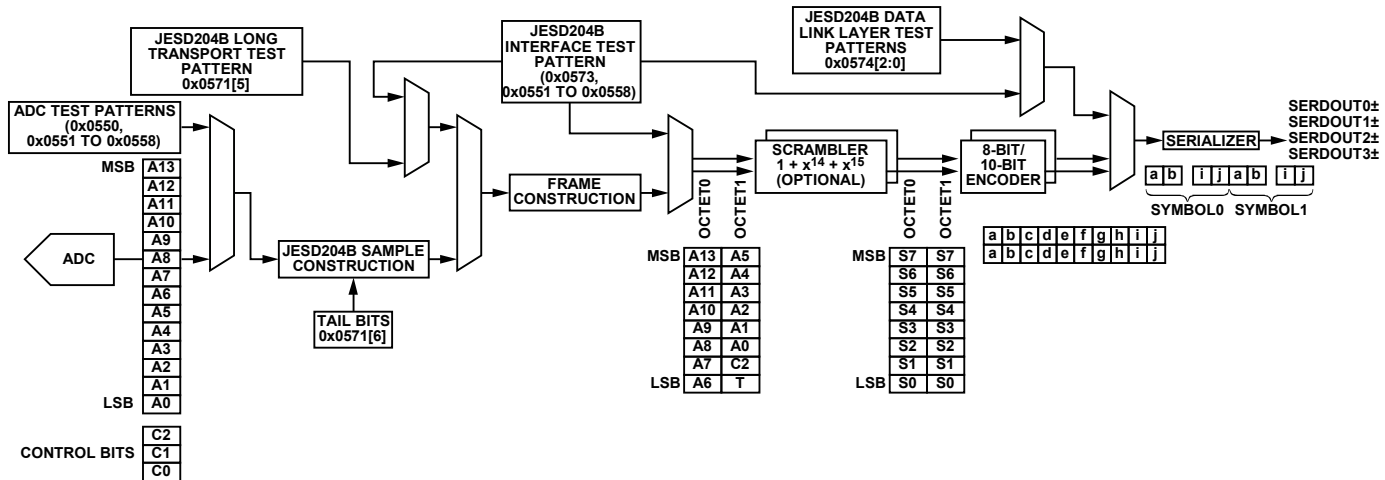 JESD204B LONG
TRANSPORT TEST
PATTERN
0x0571[5]
JESD204B
INTERFACE TEST
PATTERN
(0x0573,
0x0551 TO 0x0558)
JESD204B DATA
LINK LAYER TEST
PATTERNS
0x0574[2:0]
ADC TEST PATTERNS
(0x0550,
0x0551 TO 0x0558)
MSB
A13
A12
A11
A10
A9
A8
A7
A6
A5
A4
A3
A2
A1
LSB
A0
ADC
CONTROL BITS
C2
C1
C0
JESD204B SAMPLE
CONSTRUCTION
TAIL BITS
0x0571[6]
FRAME
CONSTRUCTION
OCTET0
OCTET1
MSB A13 A5
A12 A4
A11 A3
A10 A2
A9 A1
A8 A0
A7 C2
LSB A6 T
SCRAMBLER
1 + x¹⁴ + x¹⁵
(OPTIONAL)
OCTET0
OCTET1
MSB S7 S7
S6 S6
S5 S5
S4 S4
S3 S3
S2 S2
S1 S1
LSB S0 S0
8-BIT/
10-BIT
ENCODER
a b c d e f g h i j
a b c d e f g h i j
SERIALIZER
a b i j a b i j
SYMBOL0 SYMBOL1
SERDOUT0±
SERDOUT1±
SERDOUT2±
SERDOUT3±